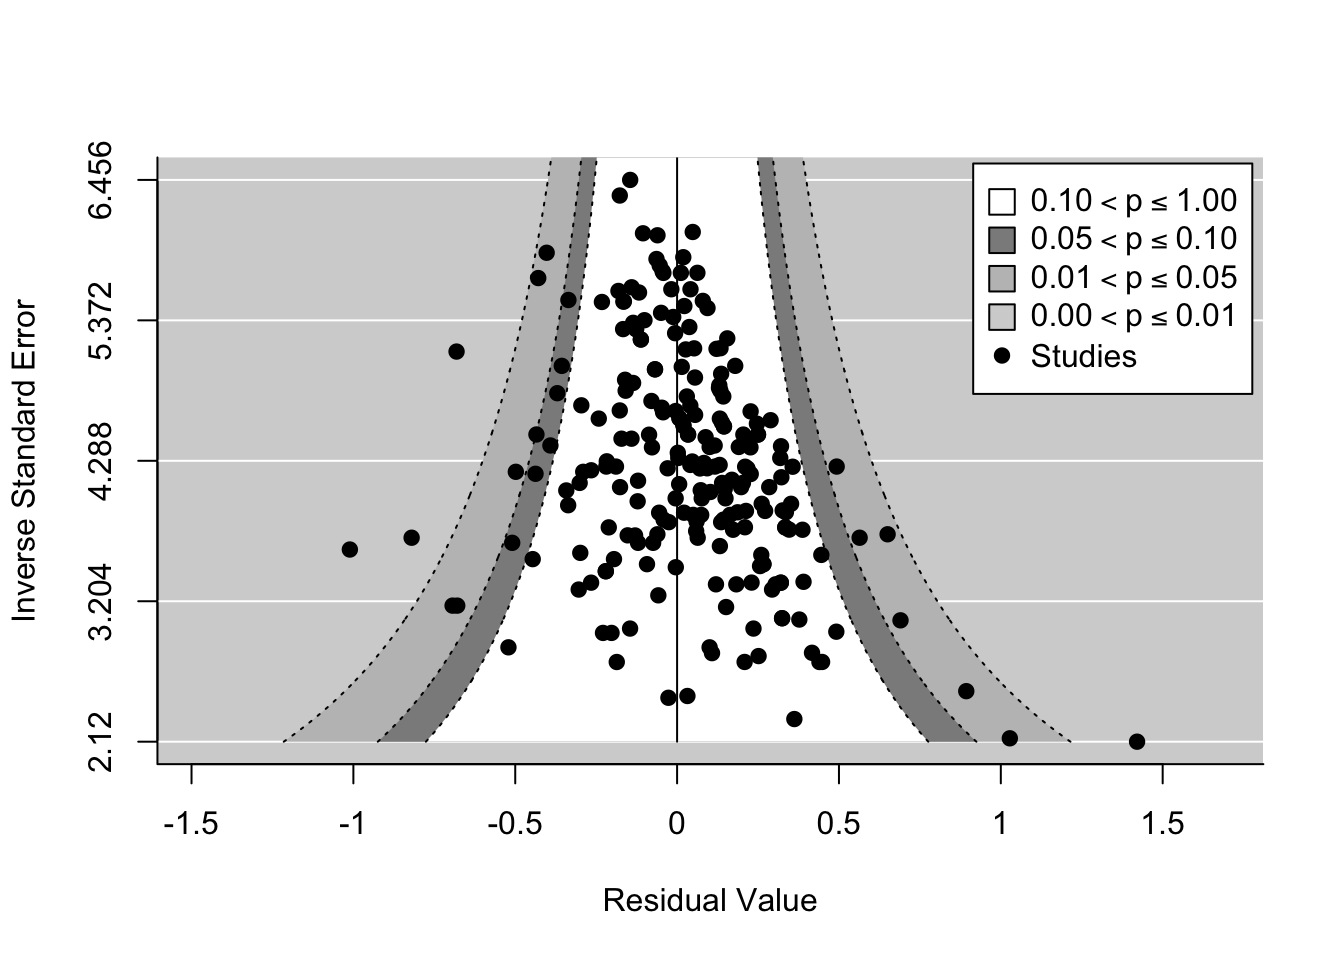 0.10 < p ≤ 1.00
0.05 < p ≤ 0.10
0.01 < p ≤ 0.05
0.00 < p ≤ 0.01
Studies
Inverse Standard Error
6.456
5.372
4.288
3.204
2.12
-1.5
-1
-0.5
0
0.5
1
1.5
Residual Value